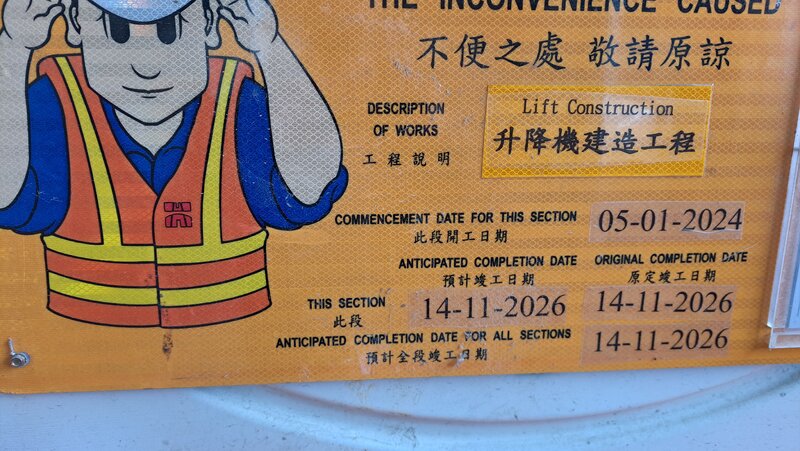 THE INCONVENIENCE CAUSED
不便之處 敬請原諒
DESCRIPTION
OF WORKS
工程說明
Lift Construction
升降機建造工程
COMMENCEMENT DATE FOR THIS SECTION
此段開工日期
05-01-2024
ANTICIPATED COMPLETION DATE
預計竣工日期
ORIGINAL COMPLETION DATE
原定竣工日期
THIS SECTION
此段
14-11-2026
14-11-2026
ANTICIPATED COMPLETION DATE FOR ALL SECTIONS
預計全段竣工日期
14-11-2026